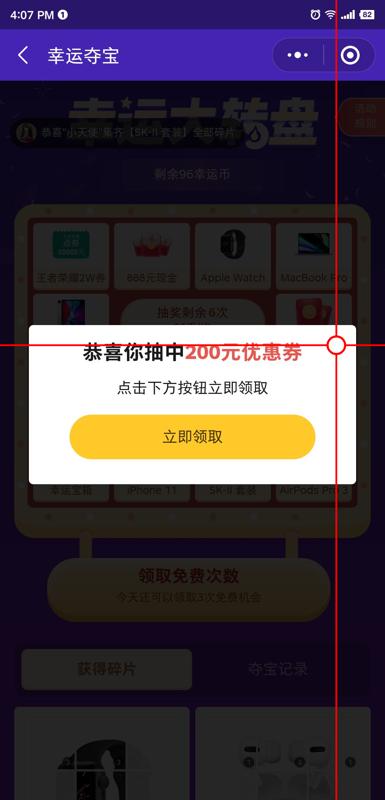 4:07 PM
82
幸运夺宝
幸运大转盘
活动规则
恭喜"小天使"集齐【SK-II 套装】全部碎片
剩余96幸运币
王者荣耀2W券
888元现金
Apple Watch
MacBook Pro
抽奖剩余6次
恭喜你抽中200元优惠券
点击下方按钮立即领取
立即领取
幸运宝箱
iPhone 11
SK-II 套装
AirPods Pro 3
领取免费次数
今天还可以领取3次免费机会
获得碎片
夺宝记录